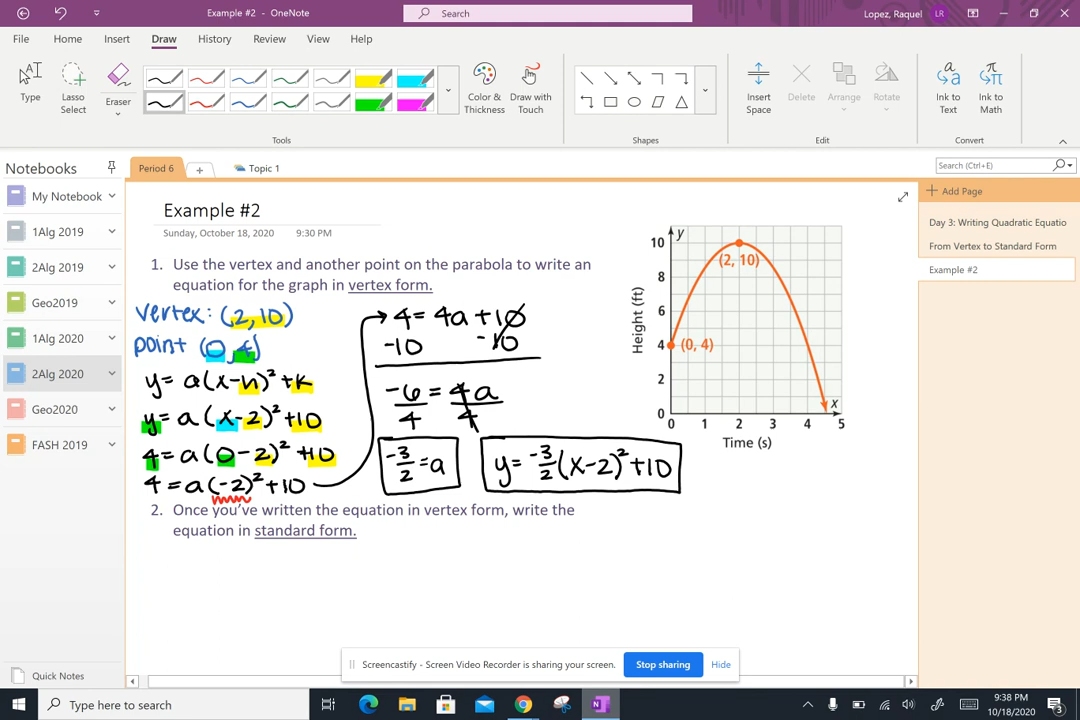 Example #2 - OneNote
Search
Lopez, Raquel LR
File Home Insert Draw History Review View Help
Type
Lasso Select
Eraser
Color & Thickness
Draw with Touch
Insert Space
Delete
Arrange
Rotate
Ink to Text
Ink to Math
Tools
Shapes
Edit
Convert
Notebooks
Period 6
+
Topic 1
Search (Ctrl+E)
My Notebook
1Alg 2019
2Alg 2019
Geo2019
1Alg 2020
2Alg 2020
Geo2020
FASH 2019
Quick Notes
+ Add Page
Day 3: Writing Quadratic Equatio
From Vertex to Standard Form
Example #2
Example #2
Sunday, October 18, 2020 9:30 PM
1. Use the vertex and another point on the parabola to write an
equation for the graph in vertex form.
vertex: (2,10)
point (0,4)
y = a(x-h)²+k
y = a(x-2)²+10
4 = a(0-2)²+10
4 = a(-2)²+10
4 = 4a+10
-10 -10
-6 = 4a
4 4
-3/2 = a
y = -3/2(x-2)²+10
2. Once you've written the equation in vertex form, write the
equation in standard form.
y
10
8
6
4
2
0
(2, 10)
(0, 4)
Height (ft)
x
0 1 2 3 4 5
Time (s)
Screencastify - Screen Video Recorder is sharing your screen.
Stop sharing
Hide
Type here to search
9:38 PM
10/18/2020
3